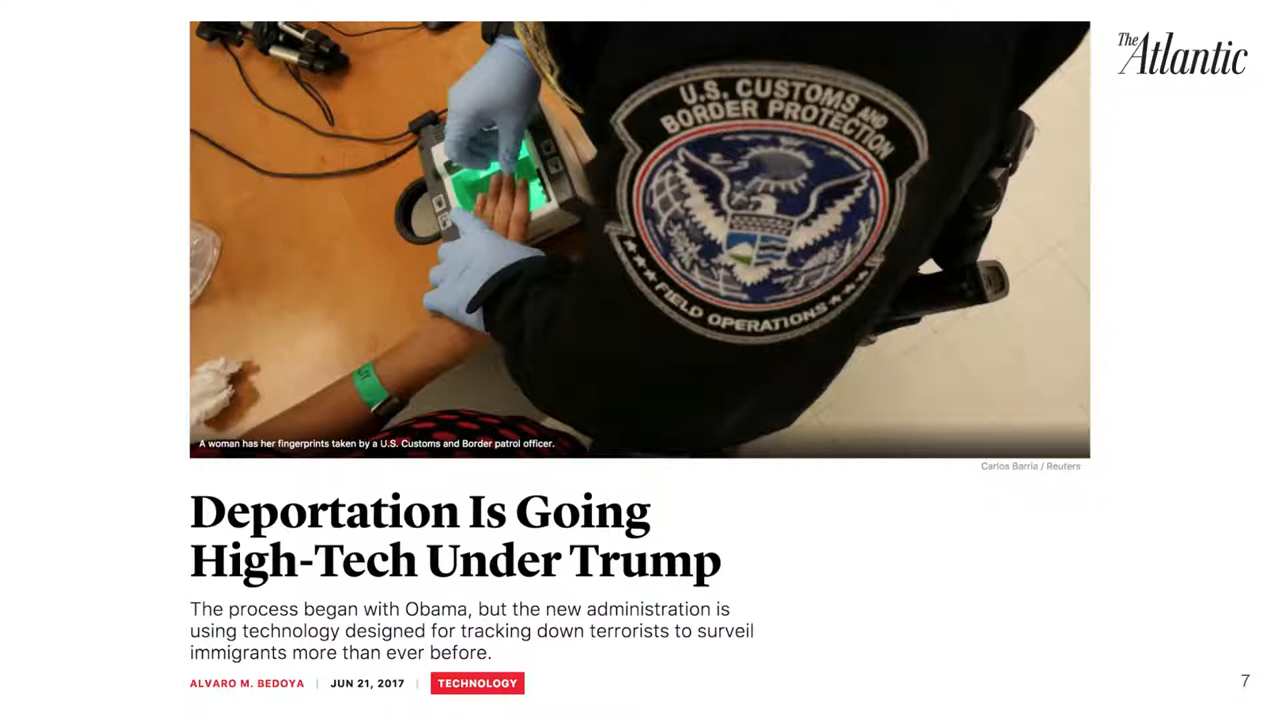 The Atlantic
U.S. CUSTOMS AND
BORDER PROTECTION
FIELD OPERATIONS
A woman has her fingerprints taken by a U.S. Customs and Border patrol officer.
Carlos Barria / Reuters
Deportation Is Going
High-Tech Under Trump
The process began with Obama, but the new administration is
using technology designed for tracking down terrorists to surveil
immigrants more than ever before.
ALVARO M. BEDOYA | JUN 21, 2017 | TECHNOLOGY
7